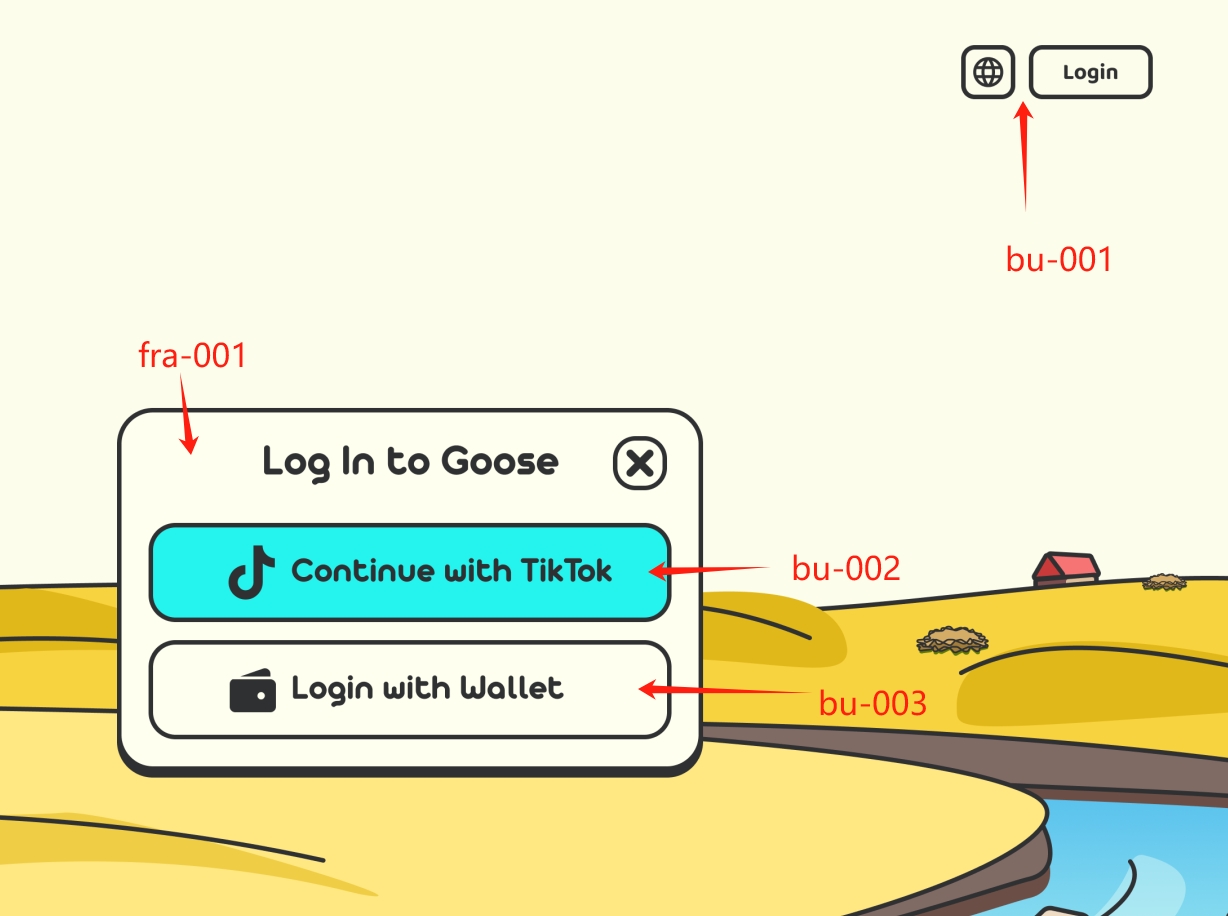 Login
bu-001
fra-001
Log In to Goose
Continue with TikTok
bu-002
Login with Wallet
bu-003